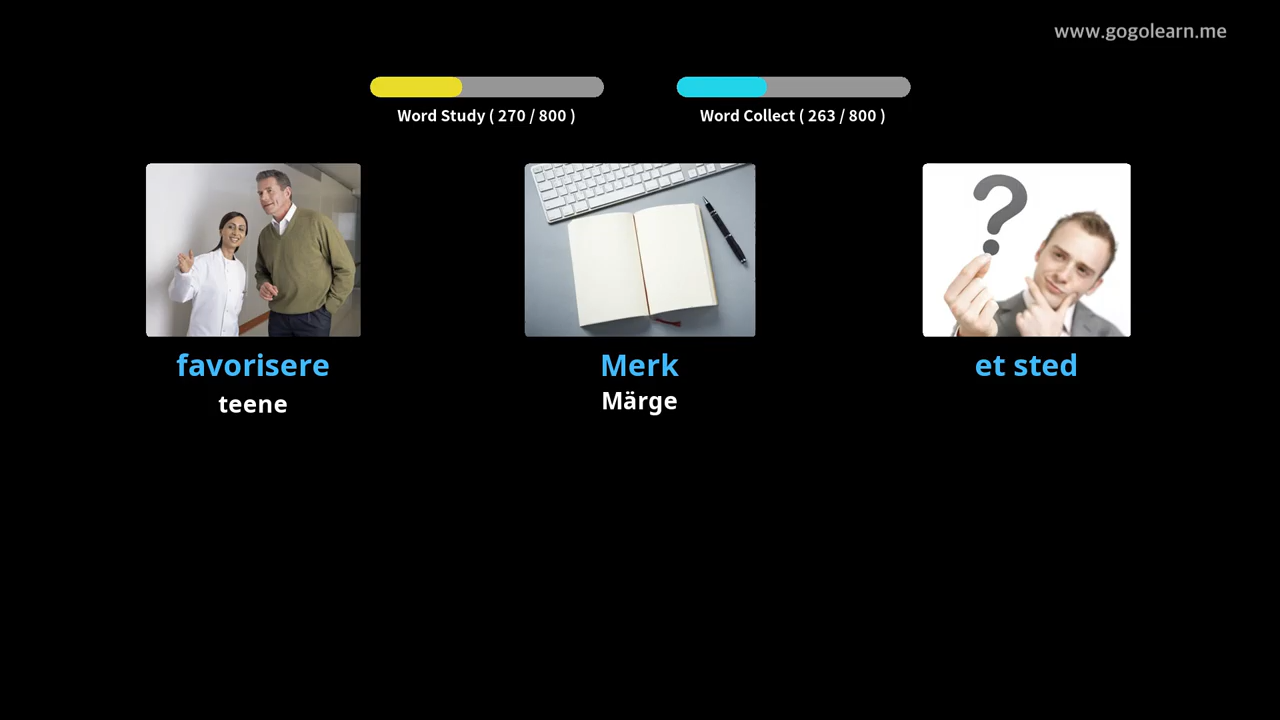 www.gogolearn.me
Word Study ( 270 / 800 )
Word Collect ( 263 / 800 )
favorisere
Merk
et sted
teene
Märge